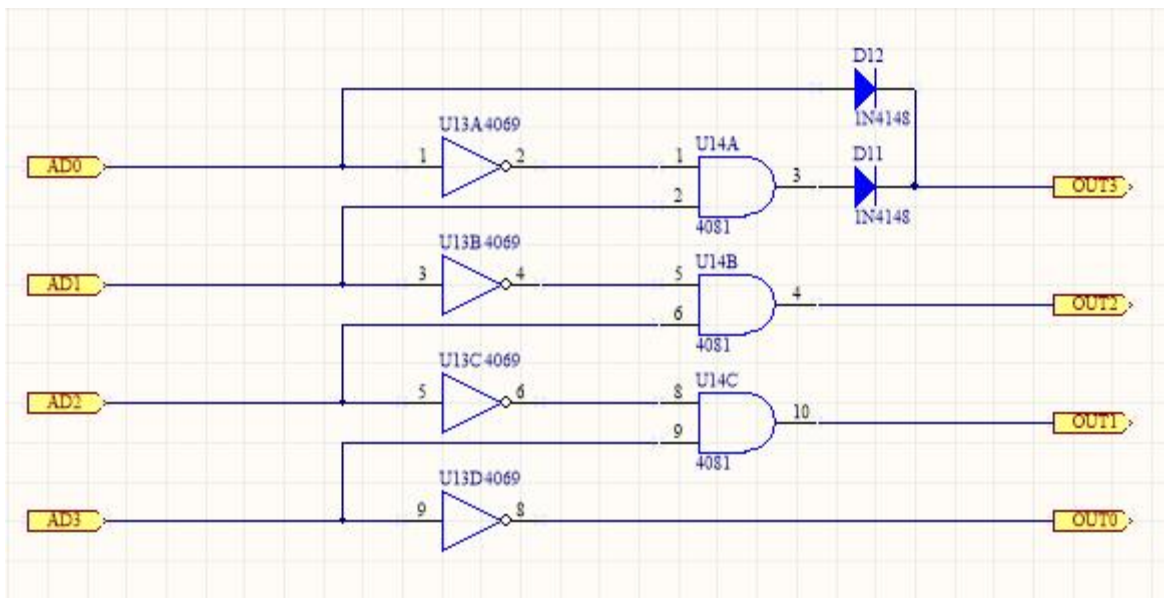 D12
1N4148
U13A 4069
U14A
D11
AD0
1
2
1
3
OUT3
2
1N4148
4081
U13B 4069
U14B
AD1
3
4
5
4
OUT2
6
4081
U13C 4069
U14C
AD2
5
6
8
10
OUT1
9
4081
U13D 4069
AD3
9
8
OUT0